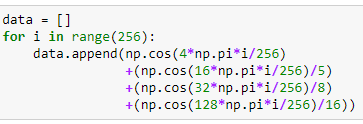 data = []
for i in range(256):
    data.append(np.cos(4*np.pi*i/256)
                +(np.cos(16*np.pi*i/256)/5)
                +(np.cos(32*np.pi*i/256)/8)
                +(np.cos(128*np.pi*i/256)/16))